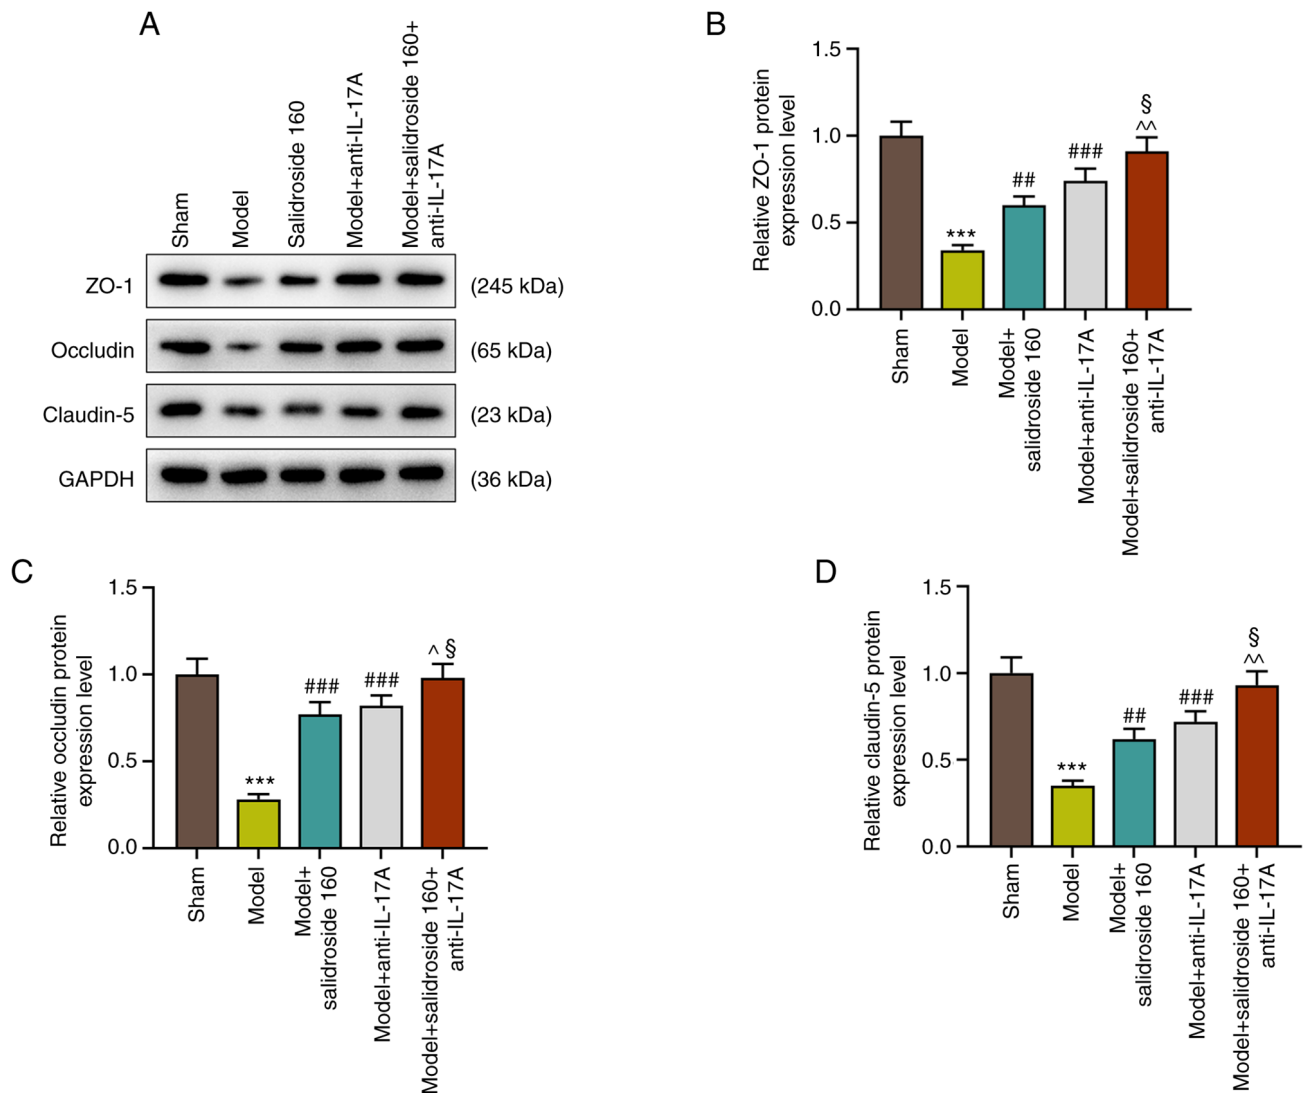 A
Sham
Model
Salidroside 160
Model+anti-IL-17A
Model+salidroside 160+
anti-IL-17A
ZO-1
(245 kDa)
Occludin
(65 kDa)
Claudin-5
(23 kDa)
GAPDH
(36 kDa)
B
Relative ZO-1 protein
expression level
1.5
1.0
0.5
0.0
***
##
###
§
^^
Sham
Model
Model+
salidroside 160
Model+anti-IL-17A
Model+salidroside 160+
anti-IL-17A
C
Relative occludin protein
expression level
1.5
1.0
0.5
0.0
***
###
###
^ §
Sham
Model
Model+
salidroside 160
Model+anti-IL-17A
Model+salidroside 160+
anti-IL-17A
D
Relative claudin-5 protein
expression level
1.5
1.0
0.5
0.0
***
##
###
§
^^
Sham
Model
Model+
salidroside 160
Model+anti-IL-17A
Model+salidroside 160+
anti-IL-17A